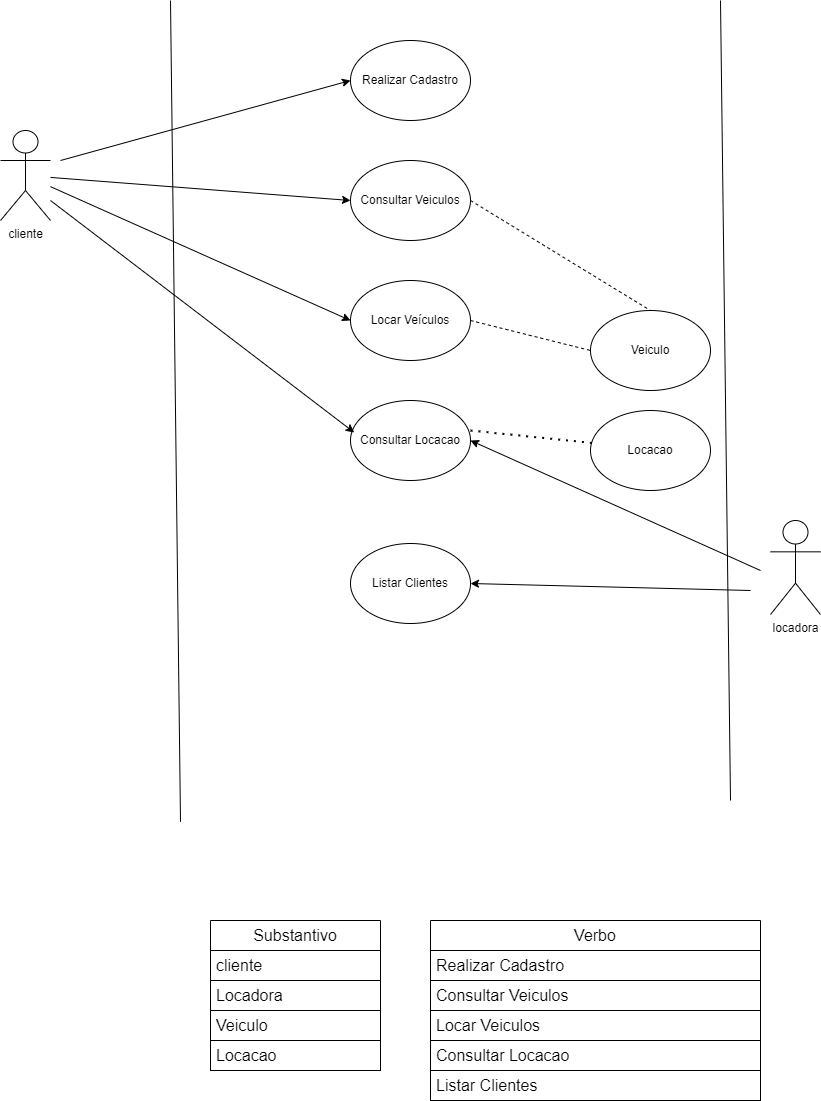 Realizar Cadastro
Consultar Veiculos
cliente
Locar Veículos
Veiculo
Consultar Locacao
Locacao
Listar Clientes
locadora
Substantivo
cliente
Locadora
Veiculo
Locacao
Verbo
Realizar Cadastro
Consultar Veiculos
Locar Veiculos
Consultar Locacao
Listar Clientes